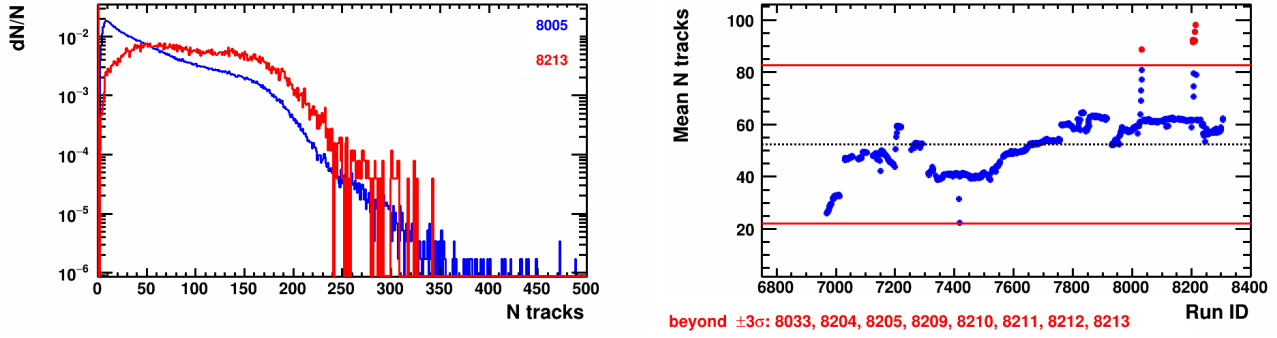 dN/N
10⁻²
10⁻³
10⁻⁴
10⁻⁵
10⁻⁶
8005
8213
0 50 100 150 200 250 300 350 400 450 500
N tracks
Mean N tracks
100
80
60
40
20
6800 7000 7200 7400 7600 7800 8000 8200 8400
Run ID
beyond ±3σ: 8033, 8204, 8205, 8209, 8210, 8211, 8212, 8213